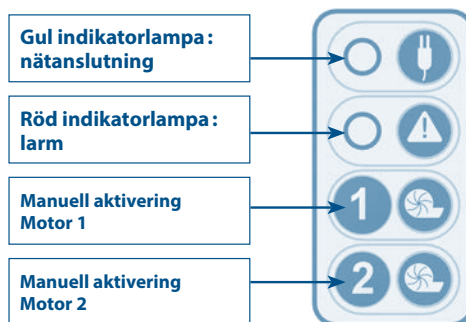 Gul indikatorlampa:
nätanslutning
Röd indikatorlampa:
larm
Manuell aktivering
Motor 1
1
Manuell aktivering
Motor 2
2